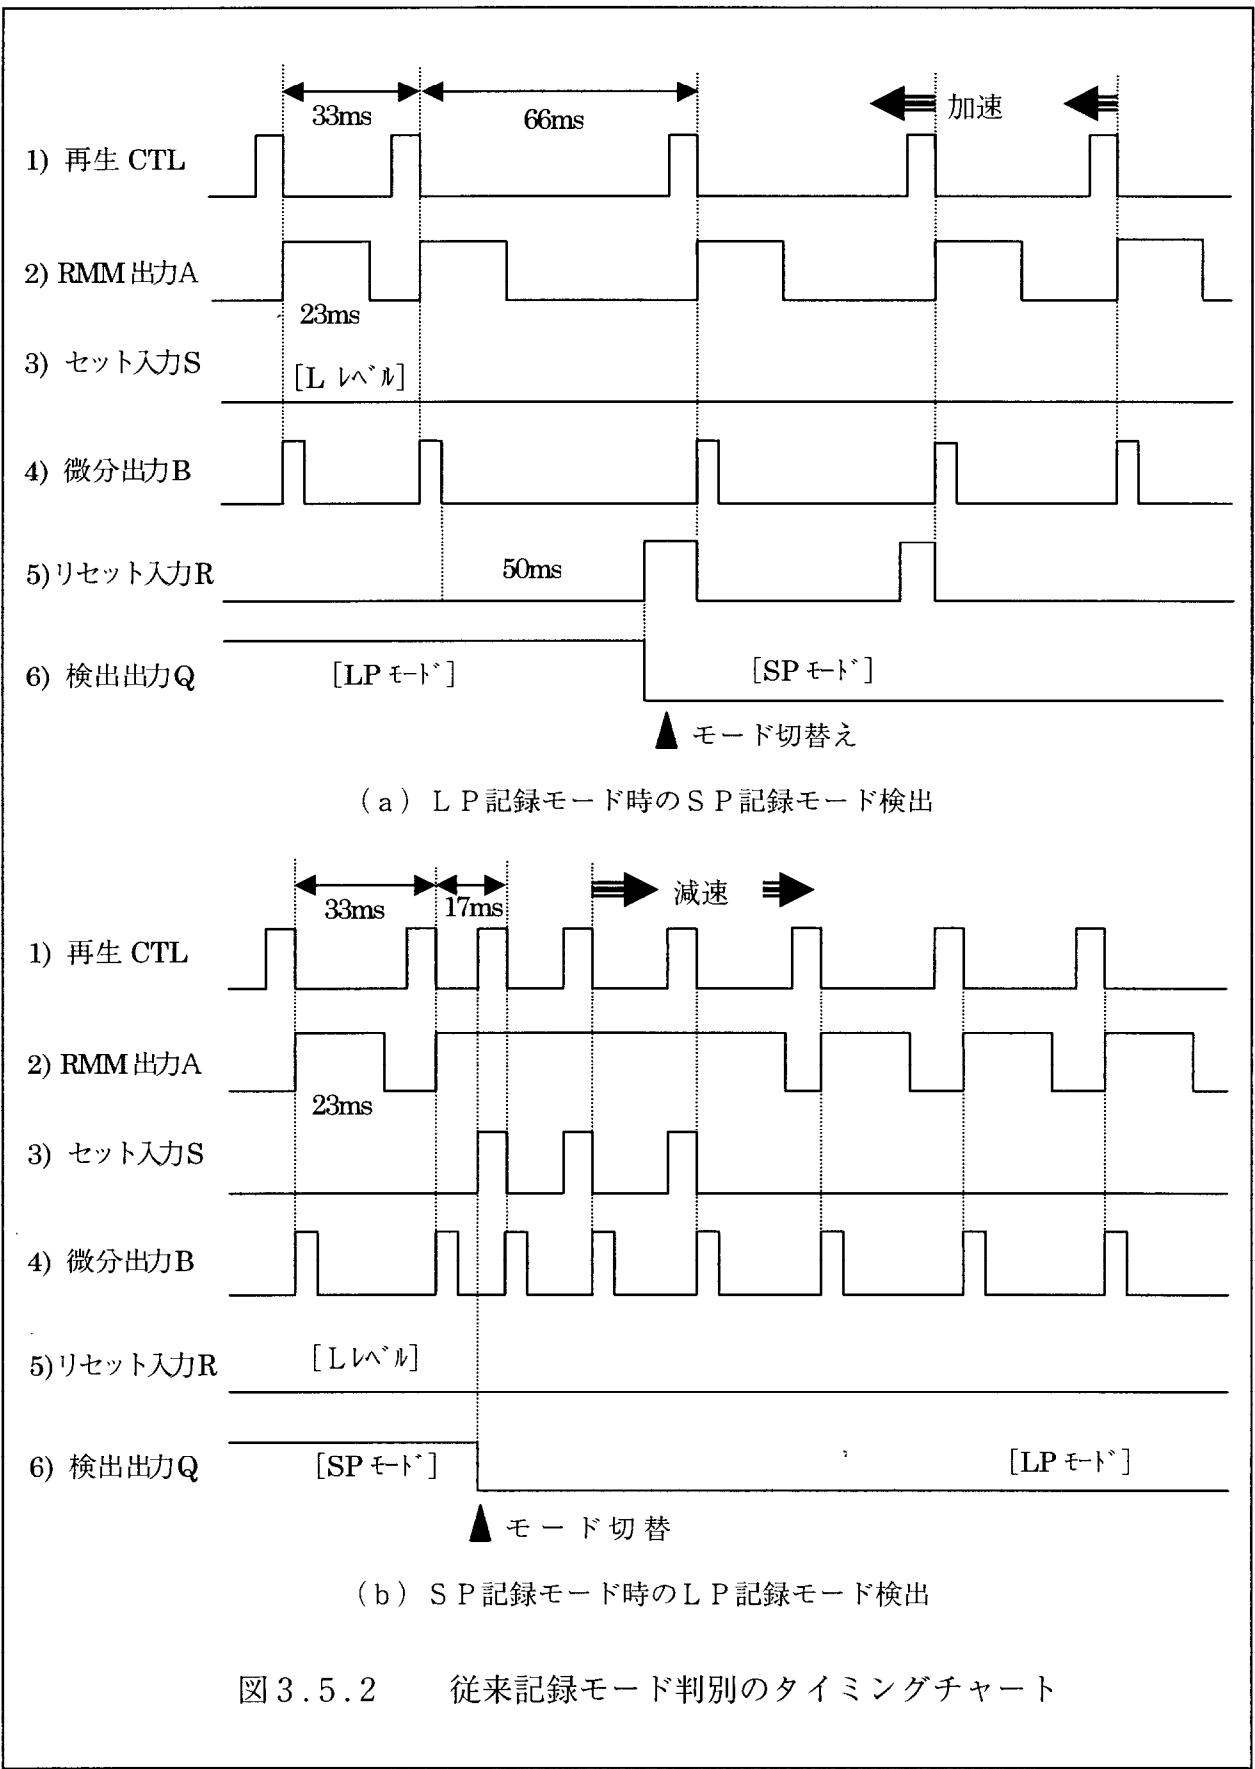 33ms
66ms
加速
1) 再生 CTL
2) RMM 出力A
23ms
3) セット入力S
[L レベル]
4) 微分出力B
5)リセット入力R
50ms
6) 検出出力Q
[LP モード]
[SP モード]
モード切替え
(a) LP記録モード時のSP記録モード検出
33ms
17ms
減速
1) 再生 CTL
2) RMM 出力A
23ms
3) セット入力S
4) 微分出力B
5)リセット入力R
[Lレベル]
6) 検出出力Q
[SP モード]
[LP モード]
モード切替
(b) SP記録モード時のLP記録モード検出
図3.5.2 従来記録モード判別のタイミングチャート